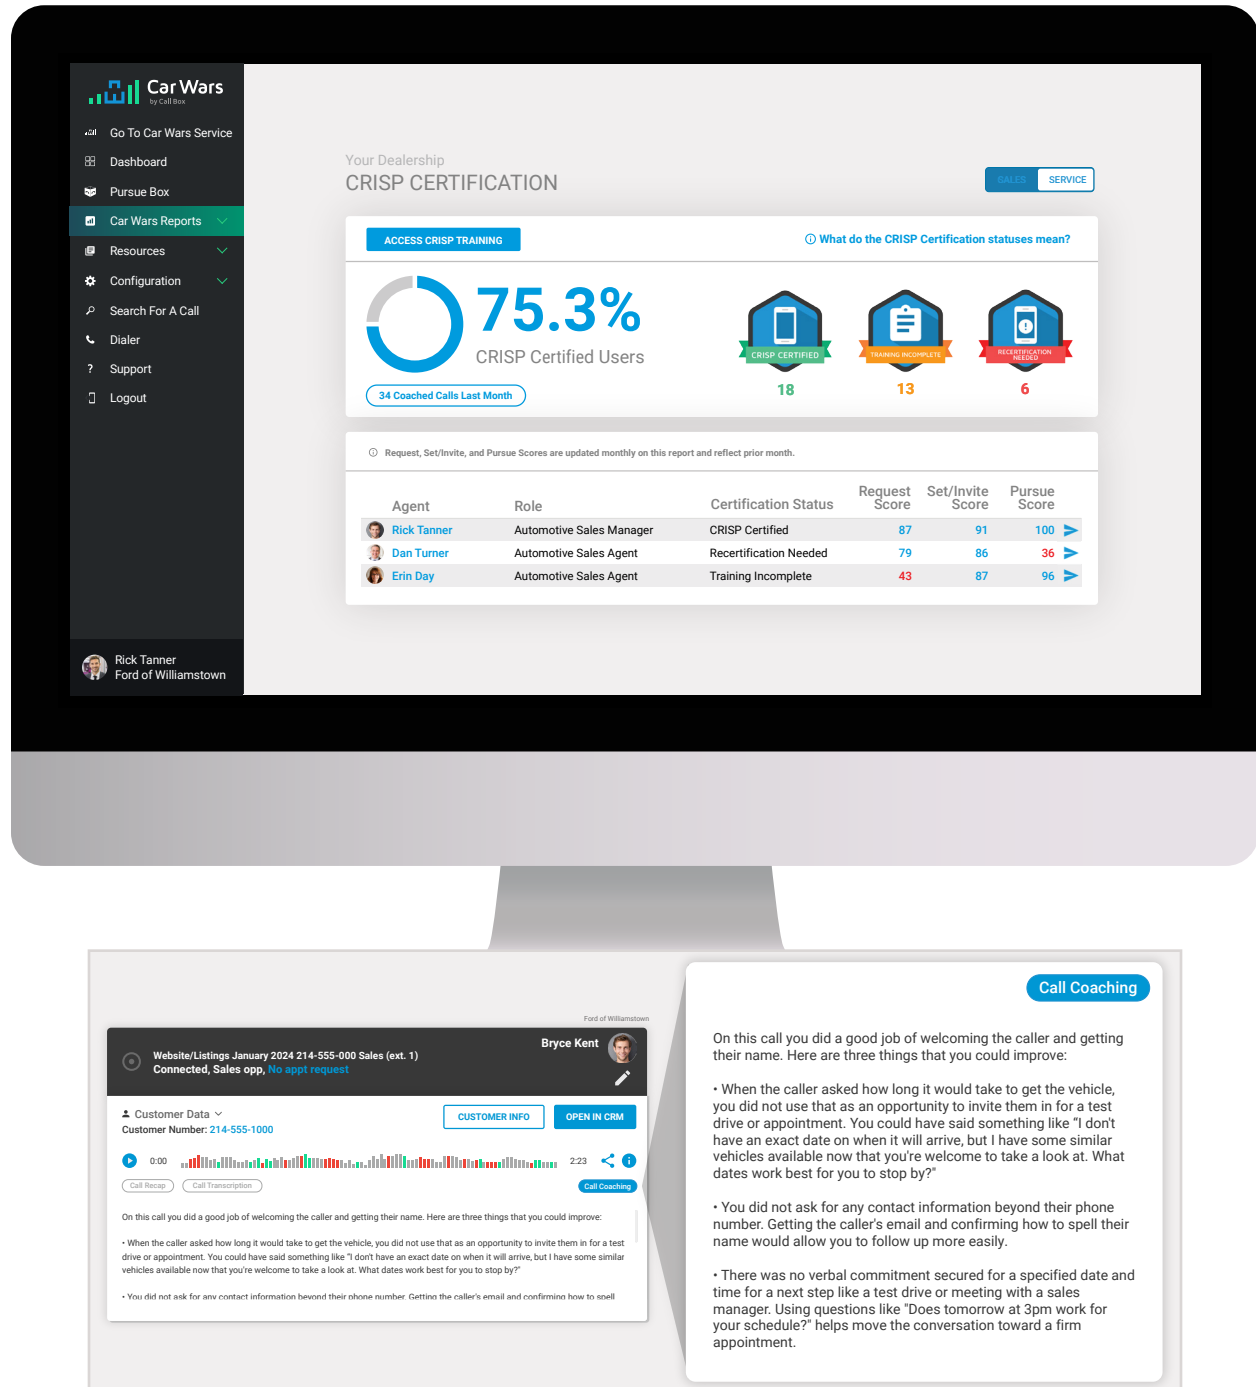 Car Wars
by Call Box
Go To Car Wars Service
Dashboard
Pursue Box
Car Wars Reports
Resources
Configuration
Search For A Call
Dialer
? Support
Logout
Rick Tanner
Ford of Williamstown
Your Dealership
CRISP CERTIFICATION
SALES SERVICE
ACCESS CRISP TRAINING
What do the CRISP Certification statuses mean?
75.3%
CRISP Certified Users
34 Coached Calls Last Month
CRISP CERTIFIED
18
TRAINING INCOMPLETE
13
RECERTIFICATION
NEEDED
6
Request, Set/Invite, and Pursue Scores are updated monthly on this report and reflect prior month.
Agent Role Certification Status Request Score Set/Invite Score Pursue Score
Rick Tanner Automotive Sales Manager CRISP Certified 87 91 100
Dan Turner Automotive Sales Agent Recertification Needed 79 86 36
Erin Day Automotive Sales Agent Training Incomplete 43 87 96
Ford of Williamstown
Bryce Kent
Website/Listings January 2024 214-555-000 Sales (ext. 1)
Connected, Sales opp, No appt request
Customer Data
Customer Number: 214-555-1000
CUSTOMER INFO
OPEN IN CRM
0:00
2:23
Call Recap
Call Transcription
Call Coaching
On this call you did a good job of welcoming the caller and getting their name. Here are three things that you could improve:
• When the caller asked how long it would take to get the vehicle, you did not use that as an opportunity to invite them in for a test
drive or appointment. You could have said something like "I don't have an exact date on when it will arrive, but I have some similar
vehicles available now that you're welcome to take a look at. What dates work best for you to stop by?"
• You did not ask for any contact information beyond their phone number. Getting the caller's email and confirming how to spell
Call Coaching
On this call you did a good job of welcoming the caller and getting
their name. Here are three things that you could improve:
• When the caller asked how long it would take to get the vehicle,
you did not use that as an opportunity to invite them in for a test
drive or appointment. You could have said something like “I don't
have an exact date on when it will arrive, but I have some similar
vehicles available now that you're welcome to take a look at. What
dates work best for you to stop by?"
• You did not ask for any contact information beyond their phone
number. Getting the caller's email and confirming how to spell their
name would allow you to follow up more easily.
• There was no verbal commitment secured for a specified date and
time for a next step like a test drive or meeting with a sales
manager. Using questions like "Does tomorrow at 3pm work for
your schedule?" helps move the conversation toward a firm
appointment.